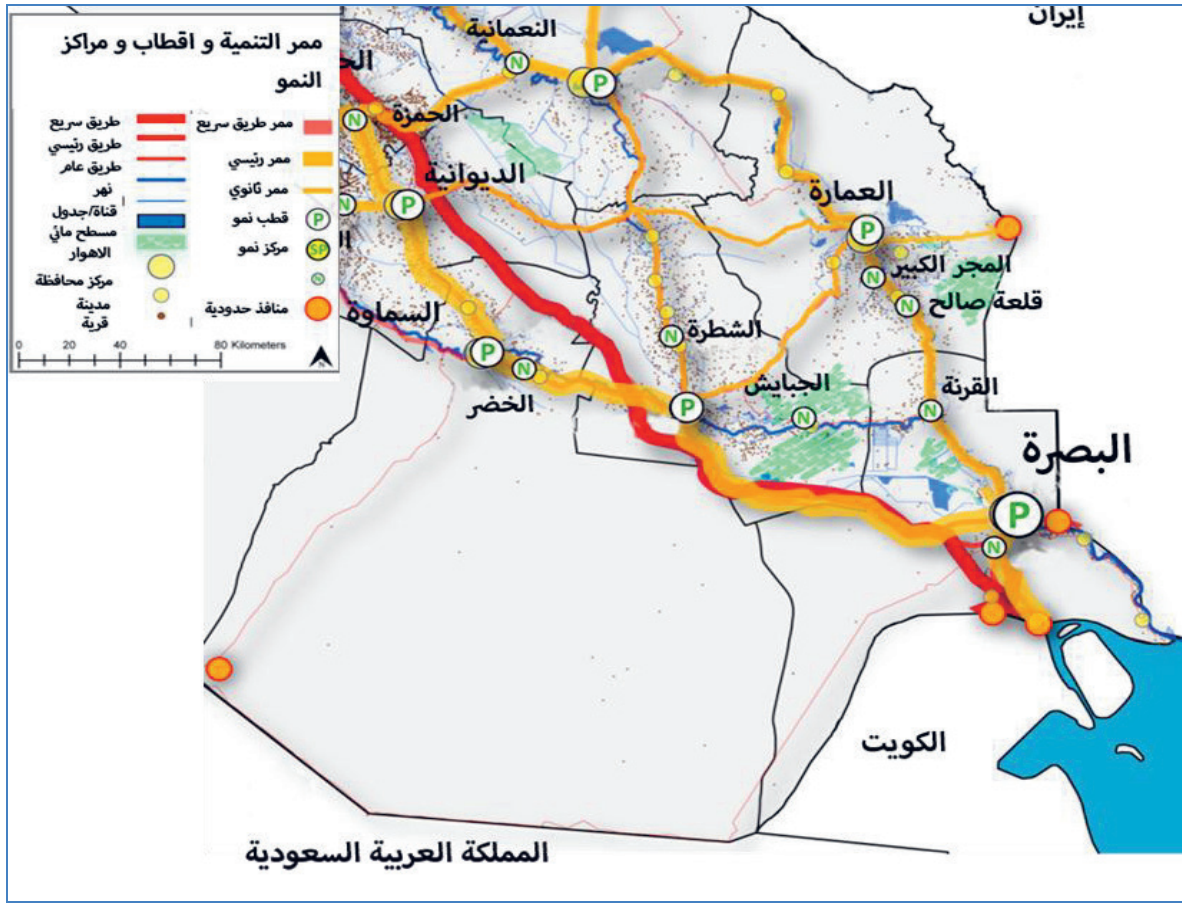 إيران
ممر التنمية و اقطاب و مراكز
النمو
طريق سريع
طريق رئيسي
طريق عام
نهر
قناة/جدول
مسطح مائي
الاهوار
مركز محافظة
مدينة
قرية
ممر طريق سريع
ممر رئيسي
ممر ثانوي
P قطب نمو
SP مركز نمو
N
منافذ حدودية
0 20 40 80 Kilometers
N
النعمانية
N
P
الحمزة
N
الديوانية
P
N
العمارة
P
المجر الكبير
N
قلعة صالح
N
السماوة
P
الشطرة
N
الخضر
N
P
الجبايش
N
القرنة
N
البصرة
P
N
الكويت
المملكة العربية السعودية